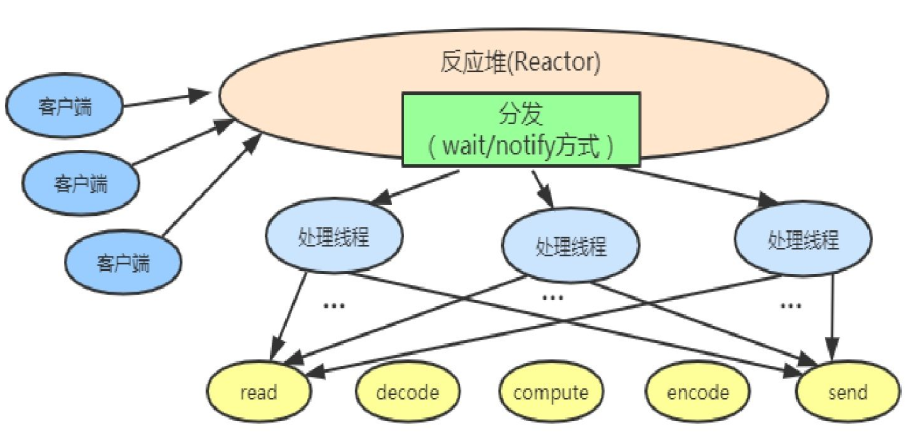 反应堆(Reactor)
分发
( wait/notify方式 )
客户端
客户端
客户端
处理线程
处理线程
处理线程
...
...
...
read
decode
compute
encode
send